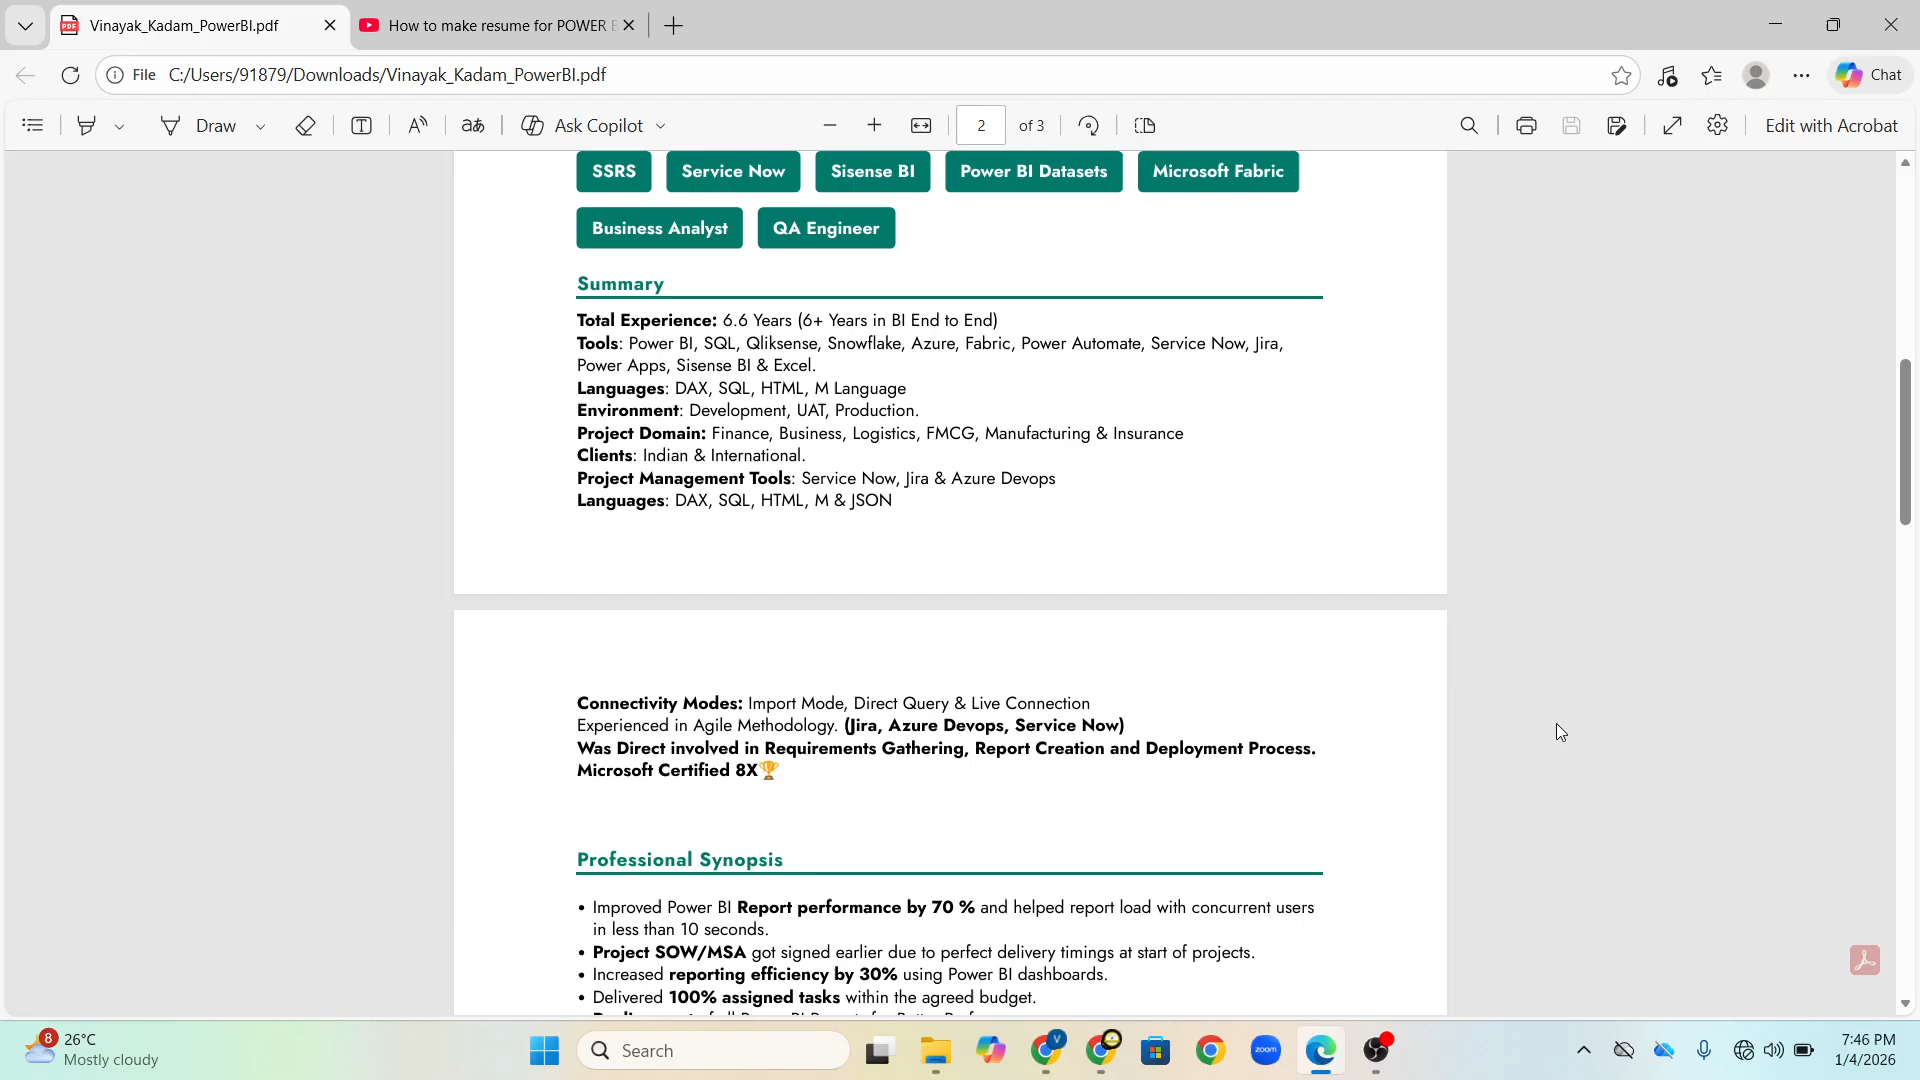 Vinayak_Kadam_PowerBI.pdf
How to make resume for POWER B
File C:/Users/91879/Downloads/Vinayak_Kadam_PowerBI.pdf
Chat
Draw
Ask Copilot
2 of 3
Edit with Acrobat
SSRS Service Now Sisense BI Power BI Datasets Microsoft Fabric
Business Analyst QA Engineer
Summary
Total Experience: 6.6 Years (6+ Years in BI End to End)
Tools: Power BI, SQL, Qliksense, Snowflake, Azure, Fabric, Power Automate, Service Now, Jira,
Power Apps, Sisense BI & Excel.
Languages: DAX, SQL, HTML, M Language
Environment: Development, UAT, Production.
Project Domain: Finance, Business, Logistics, FMCG, Manufacturing & Insurance
Clients: Indian & International.
Project Management Tools: Service Now, Jira & Azure Devops
Languages: DAX, SQL, HTML, M & JSON
Connectivity Modes: Import Mode, Direct Query & Live Connection
Experienced in Agile Methodology. (Jira, Azure Devops, Service Now)
Was Direct involved in Requirements Gathering, Report Creation and Deployment Process.
Microsoft Certified 8X🏆
Professional Synopsis
• Improved Power BI Report performance by 70 % and helped report load with concurrent users
in less than 10 seconds.
• Project SOW/MSA got signed earlier due to perfect delivery timings at start of projects.
• Increased reporting efficiency by 30% using Power BI dashboards.
• Delivered 100% assigned tasks within the agreed budget.
8
26°C
Mostly cloudy
Search
zoom
7:46 PM
1/4/2026